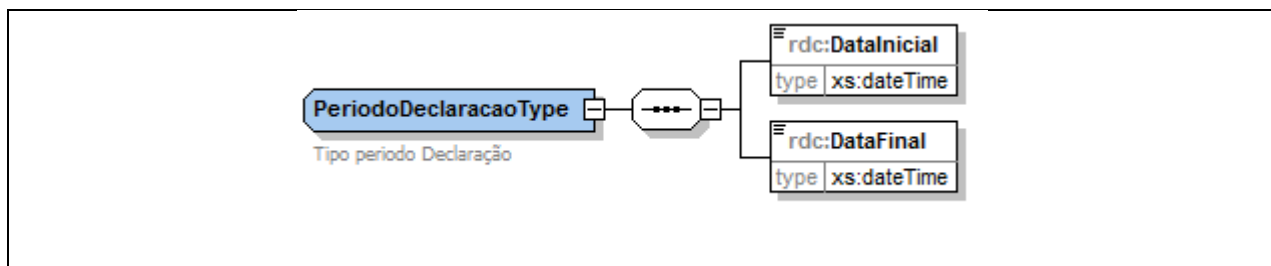 rdc:DataInicial
type xs:dateTime
PeriodoDeclaracaoType
Tipo periodo Declaração
rdc:DataFinal
type xs:dateTime